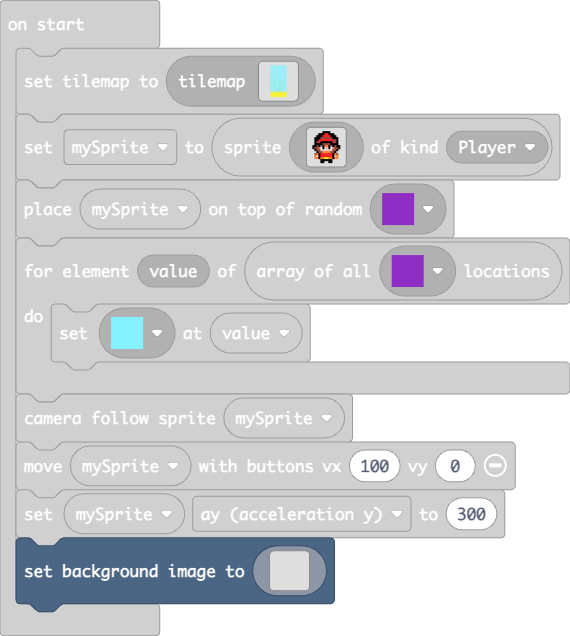 on start
set tilemap to tilemap
set mySprite to sprite of kind Player
place mySprite on top of random
for element value of array of all locations
do
set at value
camera follow sprite mySprite
move mySprite with buttons vx 100 vy 0
set mySprite ay (acceleration y) to 300
set background image to